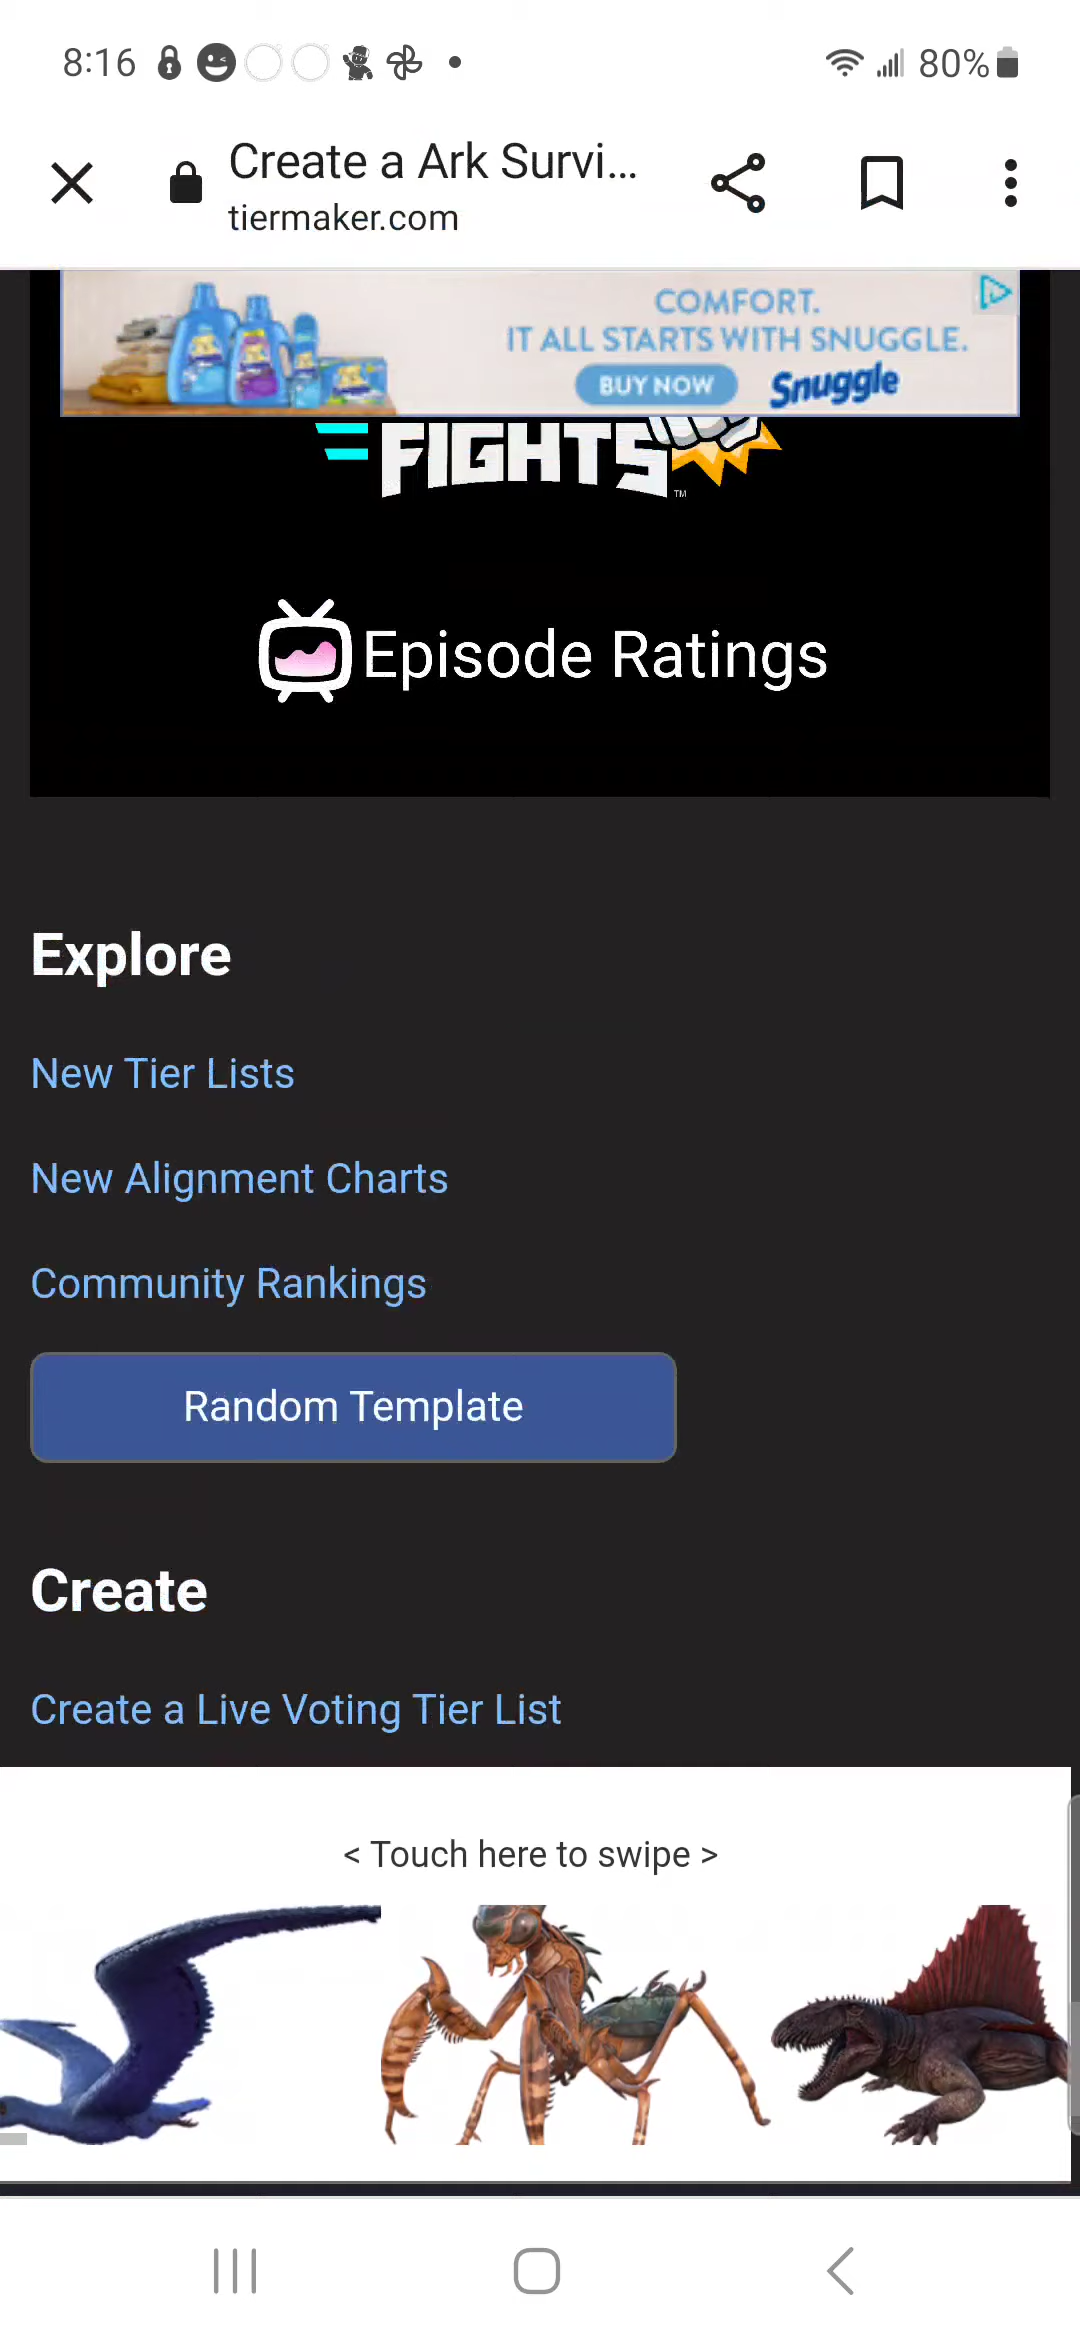 8:16
80%
Create a Ark Survi...
tiermaker.com
COMFORT.
IT ALL STARTS WITH SNUGGLE.
BUY NOW
Snuggle
FIGHTS
TM
Episode Ratings
Explore
New Tier Lists
New Alignment Charts
Community Rankings
Random Template
Create
Create a Live Voting Tier List
< Touch here to swipe >